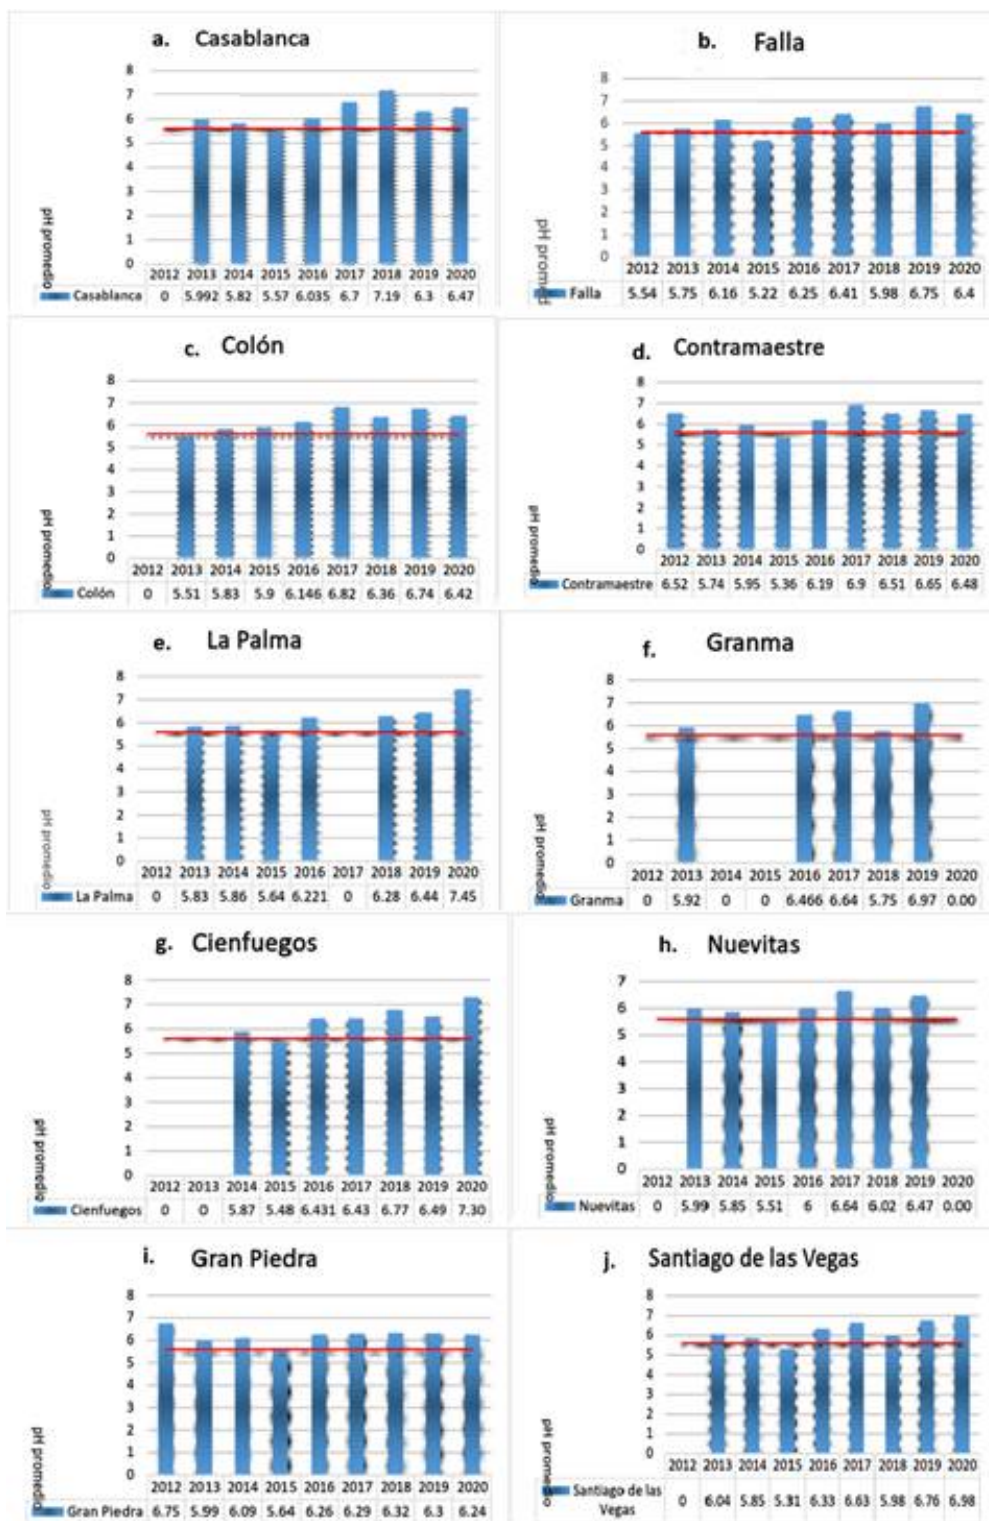 a. Casablanca
8
7
6
5
4
3
2
1
0
pH promedio
2012 2013 2014 2015 2016 2017 2018 2019 2020
Casablanca 0 5.992 5.82 5.57 6.035 6.7 7.19 6.3 6.47
b. Falla
8
7
6
5
4
3
2
1
0
pH promed
2012 2013 2014 2015 2016 2017 2018 2019 2020
Falla 5.54 5.75 6.16 5.22 6.25 6.41 5.98 6.75 6.4
c. Colón
8
7
6
5
4
3
2
1
0
pH promedio
2012 2013 2014 2015 2016 2017 2018 2019 2020
Colón 0 5.51 5.83 5.9 6.146 6.82 6.36 6.74 6.42
d. Contramaestre
8
7
6
5
4
3
2
1
0
pH promedio
2012 2013 2014 2015 2016 2017 2018 2019 2020
Contramaestre 6.52 5.74 5.95 5.36 6.19 6.9 6.51 6.65 6.48
e. La Palma
8
7
6
5
4
3
2
1
0
pH promedio
2012 2013 2014 2015 2016 2017 2018 2019 2020
La Palma 0 5.83 5.86 5.64 6.221 0 6.28 6.44 7.45
f. Granma
8
7
6
5
4
3
2
1
0
pH promedio
2012 2013 2014 2015 2016 2017 2018 2019 2020
Granma 0 5.92 0 0 6.466 6.64 5.75 6.97 0.00
g. Cienfuegos
8
7
6
5
4
3
2
1
0
pH promedio
2012 2013 2014 2015 2016 2017 2018 2019 2020
Cienfuegos 0 0 5.87 5.48 6.431 6.43 6.77 6.49 7.30
h. Nuevitas
7
6
5
4
3
2
1
0
pH promedio
2012 2013 2014 2015 2016 2017 2018 2019 2020
Nuevitas 0 5.99 5.85 5.51 6 6.64 6.02 6.47 0.00
i. Gran Piedra
8
7
6
5
4
3
2
1
0
pH promedio
2012 2013 2014 2015 2016 2017 2018 2019 2020
Gran Piedra 6.75 5.99 6.09 5.64 6.26 6.29 6.32 6.3 6.24
j. Santiago de las Vegas
8
7
6
5
4
3
2
1
0
pH promedio
2012 2013 2014 2015 2016 2017 2018 2019 2020
Santiago de las Vegas 0 6.04 5.85 5.31 6.33 6.63 5.98 6.76 6.98